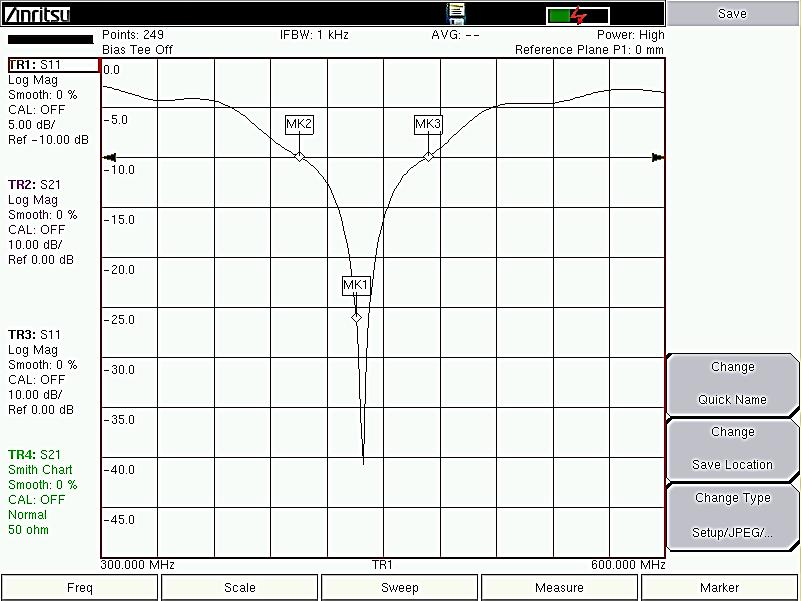 Anritsu
Save
Points: 249 IFBW: 1 kHz AVG: -- Power: High
Bias Tee Off Reference Plane P1: 0 mm
TR1: S11
Log Mag
Smooth: 0 %
CAL: OFF
5.00 dB/
Ref -10.00 dB
TR2: S21
Log Mag
Smooth: 0 %
CAL: OFF
10.00 dB/
Ref 0.00 dB
TR3: S11
Log Mag
Smooth: 0 %
CAL: OFF
10.00 dB/
Ref 0.00 dB
TR4: S21
Smith Chart
Smooth: 0 %
CAL: OFF
Normal
50 ohm
0.0
-5.0
-10.0
-15.0
-20.0
-25.0
-30.0
-35.0
-40.0
-45.0
MK2
MK3
MK1
300.000 MHz TR1 600.000 MHz
Change
Quick Name
Change
Save Location
Change Type
Setup/JPEG/...
Freq Scale Sweep Measure Marker